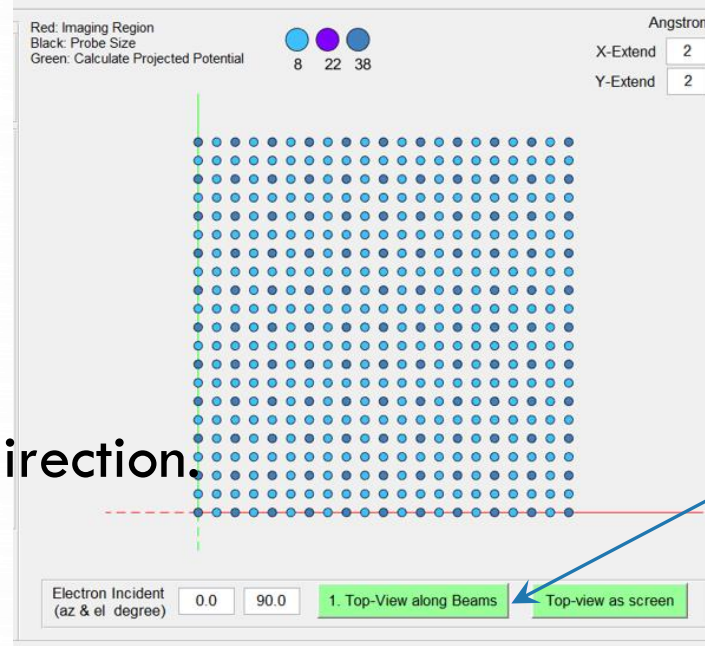 Red: Imaging Region
Black: Probe Size
Green: Calculate Projected Potential
8 22 38
Angstrom
X-Extend 2
Y-Extend 2
irection.
Electron Incident
(az & el degree)
0.0 90.0
1. Top-View along Beams
Top-view as screen